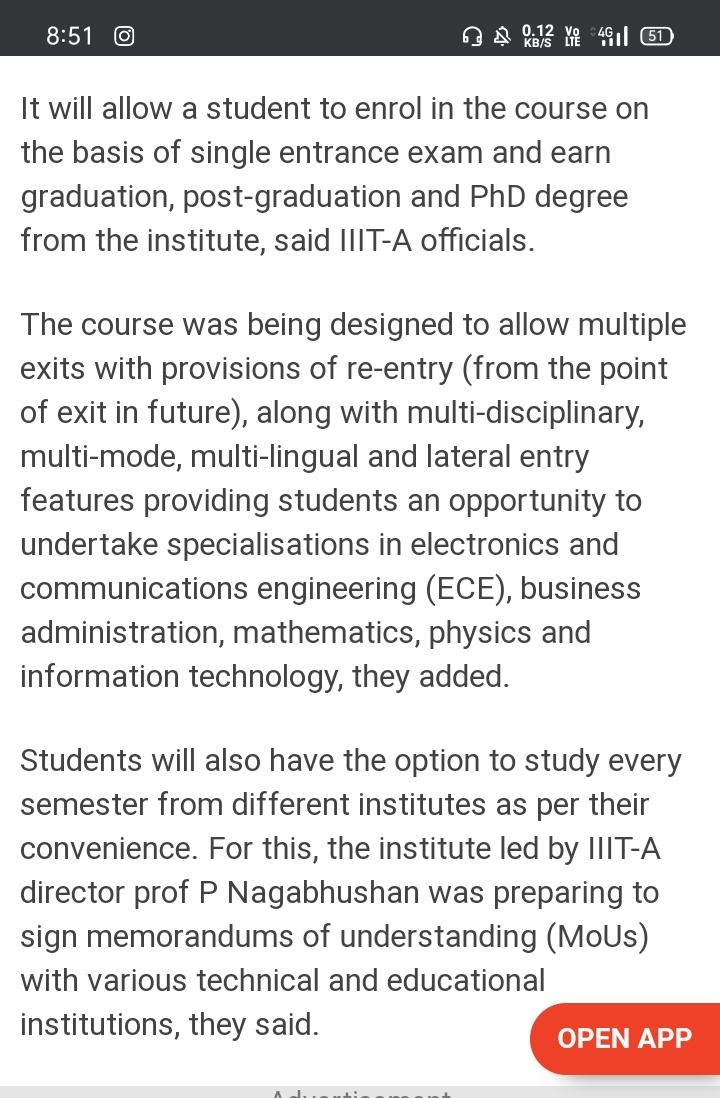 8:51
0.12 KB/S Vo LTE 4G 51
It will allow a student to enrol in the course on
the basis of single entrance exam and earn
graduation, post-graduation and PhD degree
from the institute, said IIIT-A officials.
The course was being designed to allow multiple
exits with provisions of re-entry (from the point
of exit in future), along with multi-disciplinary,
multi-mode, multi-lingual and lateral entry
features providing students an opportunity to
undertake specialisations in electronics and
communications engineering (ECE), business
administration, mathematics, physics and
information technology, they added.
Students will also have the option to study every
semester from different institutes as per their
convenience. For this, the institute led by IIIT-A
director prof P Nagabhushan was preparing to
sign memorandums of understanding (MoUs)
with various technical and educational
institutions, they said.
OPEN APP
Advertisement